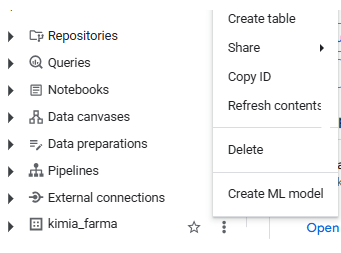 Repositories
Queries
Notebooks
Data canvases
Data preparations
Pipelines
External connections
kimia_farma
Create table
Share
Copy ID
Refresh contents
Delete
Create ML model
Open